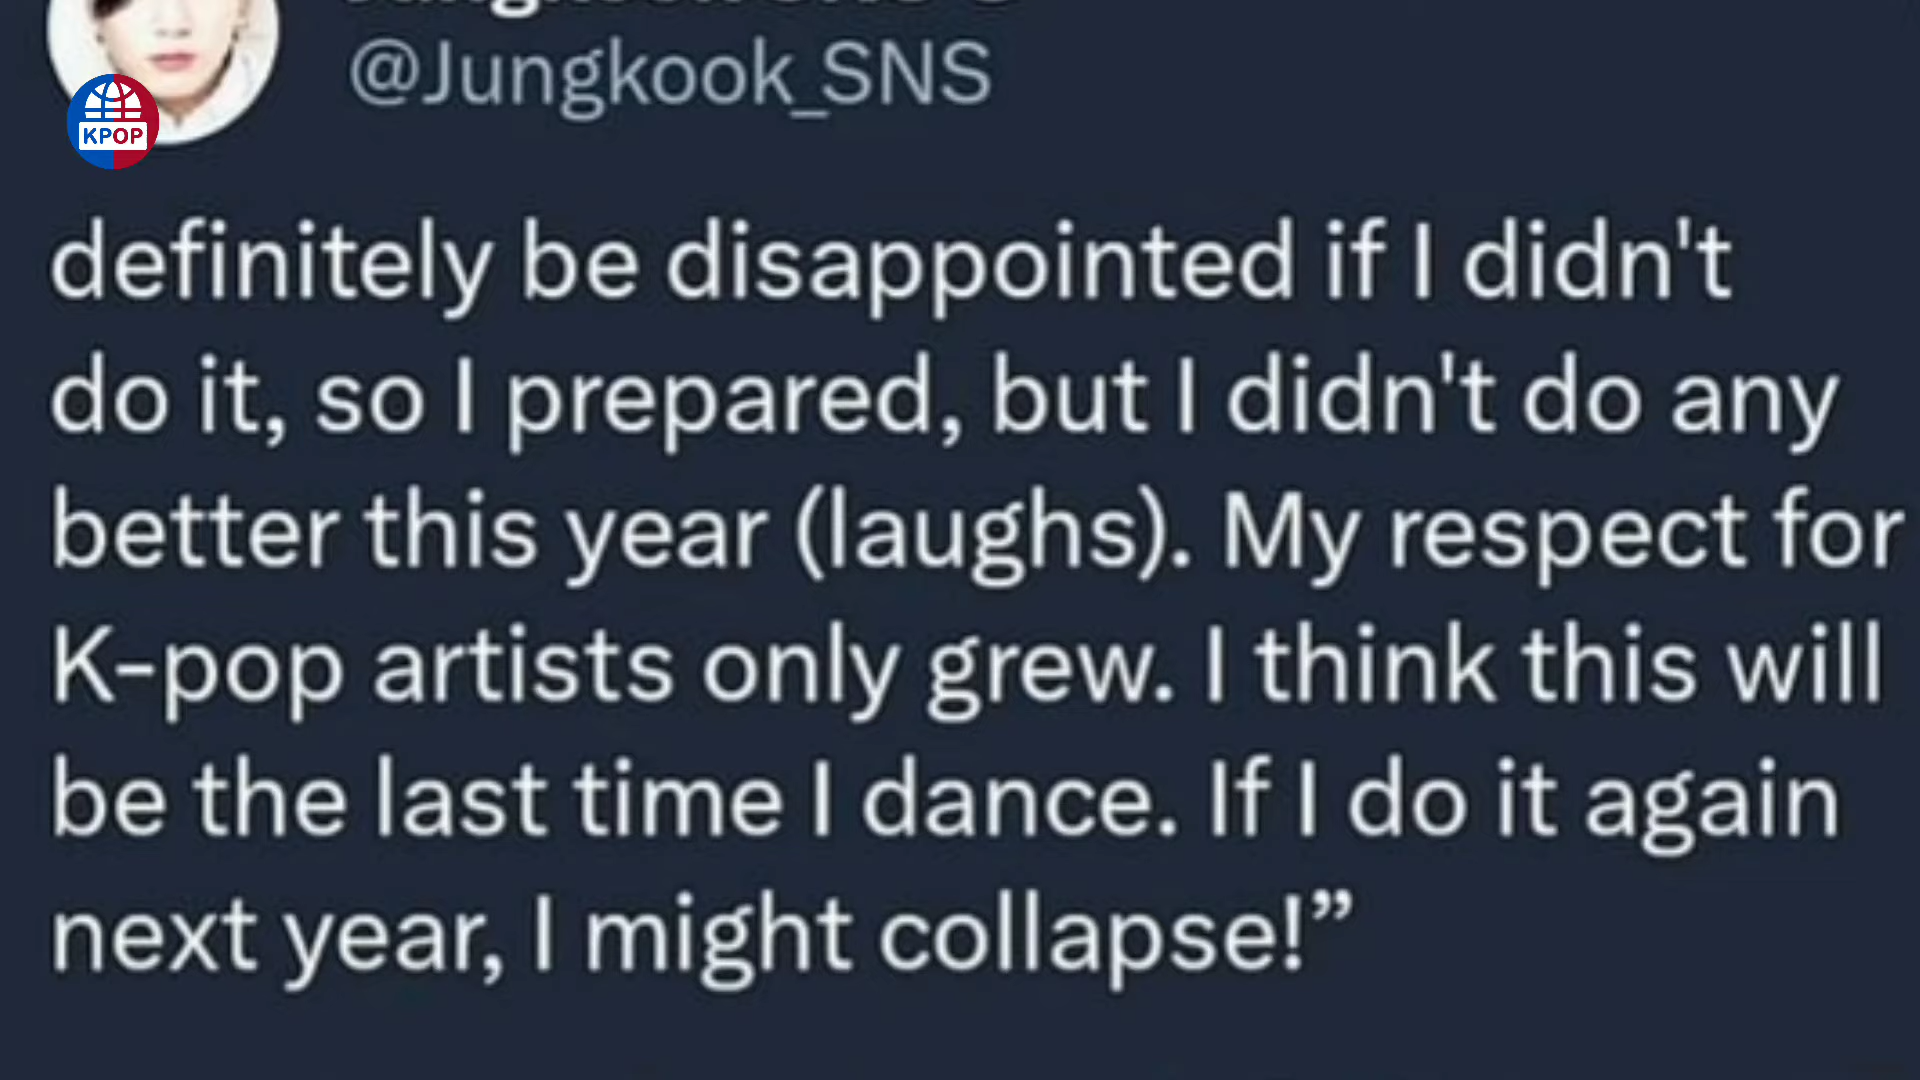 @Jungkook_SNS
KPOP
definitely be disappointed if I didn't
do it, so I prepared, but I didn't do any
better this year (laughs). My respect for
K-pop artists only grew. I think this will
be the last time I dance. If I do it again
next year, I might collapse!”